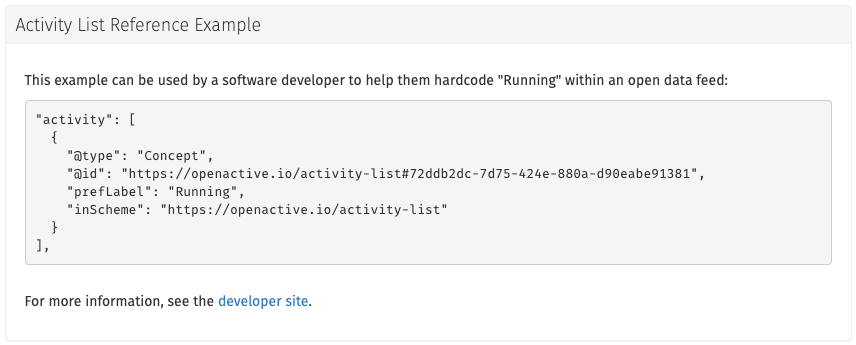 Activity List Reference Example
This example can be used by a software developer to help them hardcode "Running" within an open data feed:
"activity": [
  {
    "@type": "Concept",
    "@id": "https://openactive.io/activity-list#72ddb2dc-7d75-424e-880a-d90eabe91381",
    "prefLabel": "Running",
    "inScheme": "https://openactive.io/activity-list"
  }
],
For more information, see the developer site.